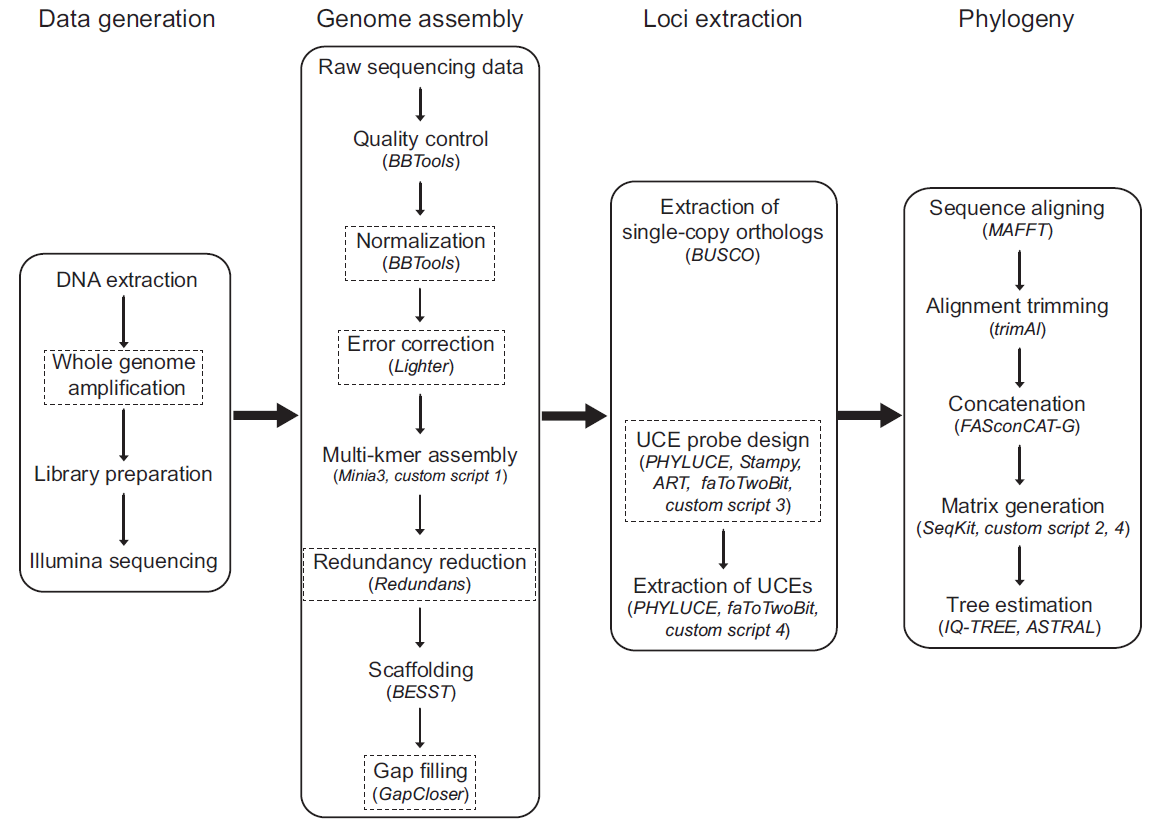 Data generation
DNA extraction
Whole genome
amplification
Library preparation
Illumina sequencing
Genome assembly
Raw sequencing data
Quality control
(BBTools)
Normalization
(BBTools)
Error correction
(Lighter)
Multi-kmer assembly
(Minia3, custom script 1)
Redundancy reduction
(Redundans)
Scaffolding
(BESST)
Gap filling
(GapCloser)
Loci extraction
Extraction of
single-copy orthologs
(BUSCO)
UCE probe design
(PHYLUCE, Stampy,
ART, faToTwoBit,
custom script 3)
Extraction of UCEs
(PHYLUCE, faToTwoBit,
custom script 4)
Phylogeny
Sequence aligning
(MAFFT)
Alignment trimming
(trimAl)
Concatenation
(FASconCAT-G)
Matrix generation
(SeqKit, custom script 2, 4)
Tree estimation
(IQ-TREE, ASTRAL)